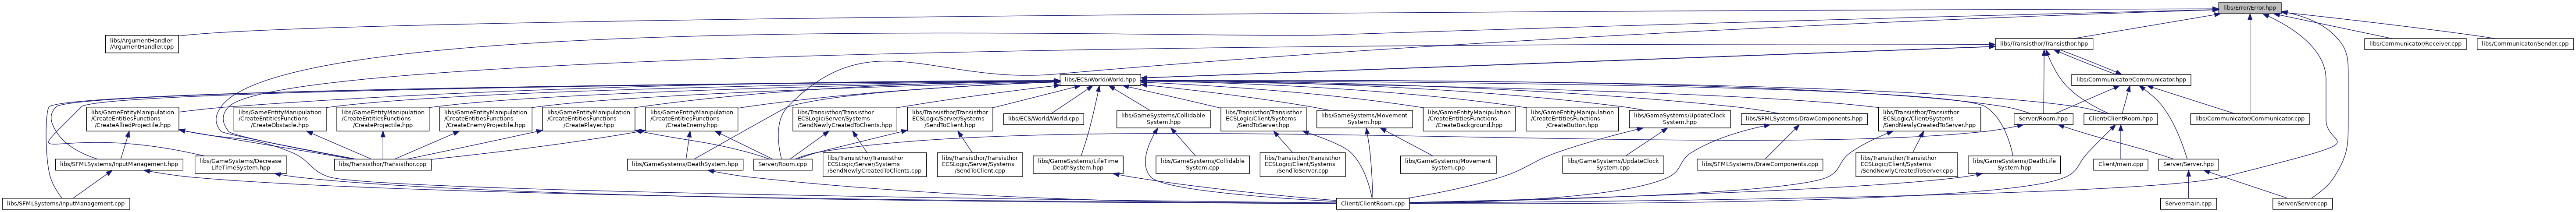 libs/Error/Error.hpp
libs/ArgumentHandler
/ArgumentHandler.cpp
libs/Transisthor/Transisthor.hpp
libs/Communicator/Receiver.cpp
libs/Communicator/Sender.cpp
libs/ECS/World/World.hpp
libs/Communicator/Communicator.hpp
libs/GameEntityManipulation
/CreateEntitiesFunctions
/CreateAlliedProjectile.hpp
libs/GameEntityManipulation
/CreateEntitiesFunctions
/CreateObstacle.hpp
libs/GameEntityManipulation
/CreateEntitiesFunctions
/CreateProjectile.hpp
libs/GameEntityManipulation
/CreateEntitiesFunctions
/CreateEnemyProjectile.hpp
libs/GameEntityManipulation
/CreateEntitiesFunctions
/CreatePlayer.hpp
libs/GameEntityManipulation
/CreateEntitiesFunctions
/CreateEnemy.hpp
libs/Transisthor/Transisthor
ECSLogic/Server/Systems
/SendNewlyCreatedToClients.hpp
libs/Transisthor/Transisthor
ECSLogic/Server/Systems
/SendToClient.hpp
libs/ECS/World/World.cpp
libs/GameSystems/Collidable
System.hpp
libs/Transisthor/Transisthor
ECSLogic/Client/Systems
/SendToServer.hpp
libs/GameSystems/Movement
System.hpp
libs/GameEntityManipulation
/CreateEntitiesFunctions
/CreateBackground.hpp
libs/GameEntityManipulation
/CreateEntitiesFunctions
/CreateButton.hpp
libs/GameSystems/UpdateClock
System.hpp
libs/SFMLSystems/DrawComponents.hpp
libs/Transisthor/Transisthor
ECSLogic/Client/Systems
/SendNewlyCreatedToServer.hpp
Server/Room.hpp
Client/ClientRoom.hpp
libs/Communicator/Communicator.cpp
libs/SFMLSystems/InputManagement.hpp
libs/GameSystems/Decrease
LifeTimeSystem.hpp
libs/Transisthor/Transisthor.cpp
libs/GameSystems/DeathSystem.hpp
Server/Room.cpp
libs/Transisthor/Transisthor
ECSLogic/Server/Systems
/SendNewlyCreatedToClients.cpp
libs/Transisthor/Transisthor
ECSLogic/Server/Systems
/SendToClient.cpp
libs/GameSystems/LifeTime
DeathSystem.hpp
libs/GameSystems/Collidable
System.cpp
libs/Transisthor/Transisthor
ECSLogic/Client/Systems
/SendToServer.cpp
libs/GameSystems/Movement
System.cpp
libs/GameSystems/UpdateClock
System.cpp
libs/SFMLSystems/DrawComponents.cpp
libs/Transisthor/Transisthor
ECSLogic/Client/Systems
/SendNewlyCreatedToServer.cpp
libs/GameSystems/DeathLife
System.hpp
Client/main.cpp
Server/Server.hpp
libs/SFMLSystems/InputManagement.cpp
Client/ClientRoom.cpp
Server/main.cpp
Server/Server.cpp